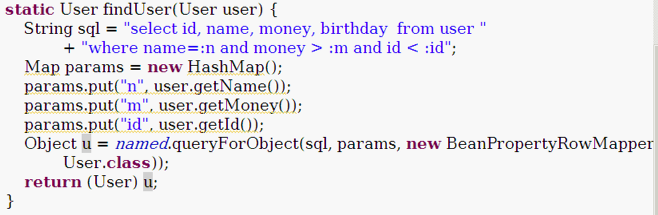 static User findUser(User user) {
String sql = "select id, name, money, birthday  from user "
+ "where name=:n and money > :m and id < :id";
Map params = new HashMap();
params.put("n", user.getName());
params.put("m", user.getMoney());
params.put("id", user.getId());
Object u = named.queryForObject(sql, params, new BeanPropertyRowMapper
User.class));
return (User) u;
}